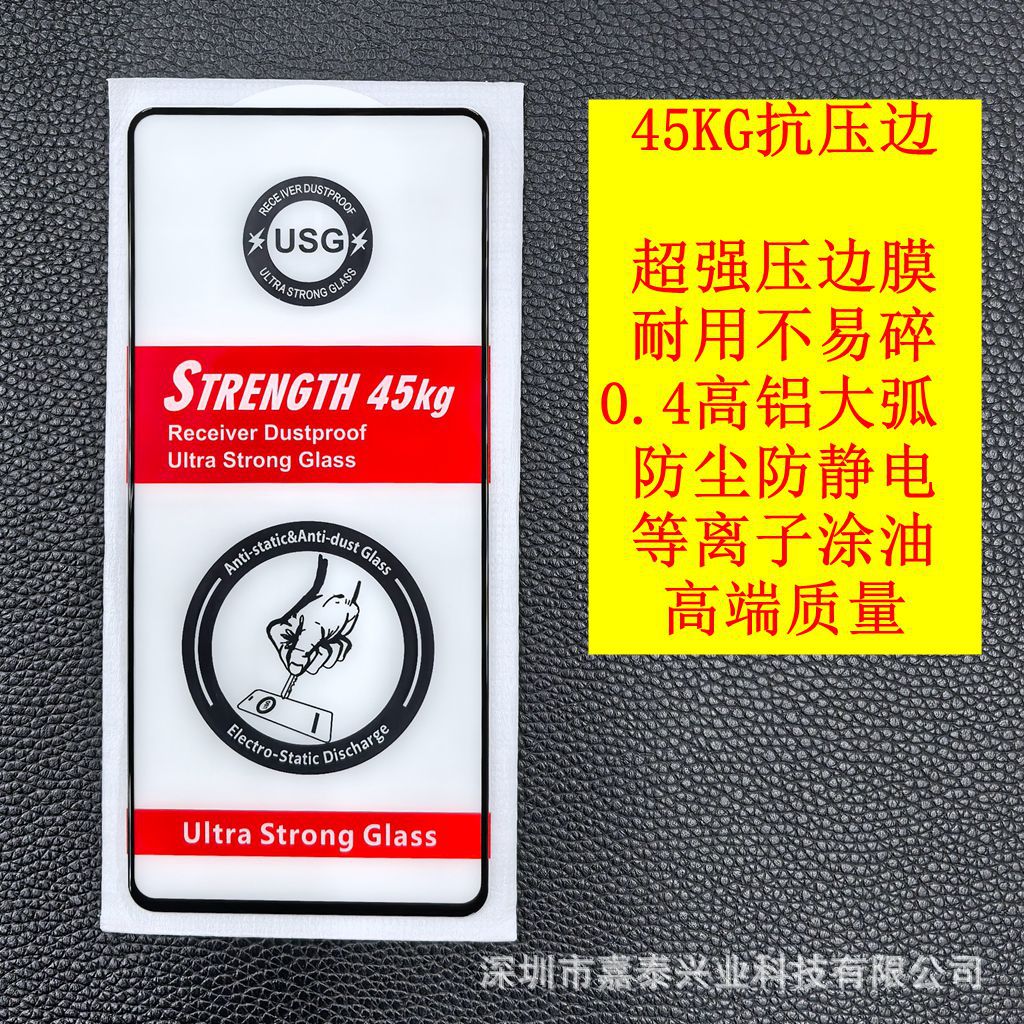 RECEIVER DUSTPROOF
USG
ULTRA STRONG GLASS
STRENGTH 45kg
Receiver Dustproof
Ultra Strong Glass
Anti-static&Anti-dust Glass
Electro-Static Discharge
Ultra Strong Glass
45KG抗压边
超强压边膜
耐用不易碎
0.4高铝大弧
防尘防静电
等离子涂油
高端质量
深圳市嘉泰兴业科技有限公司